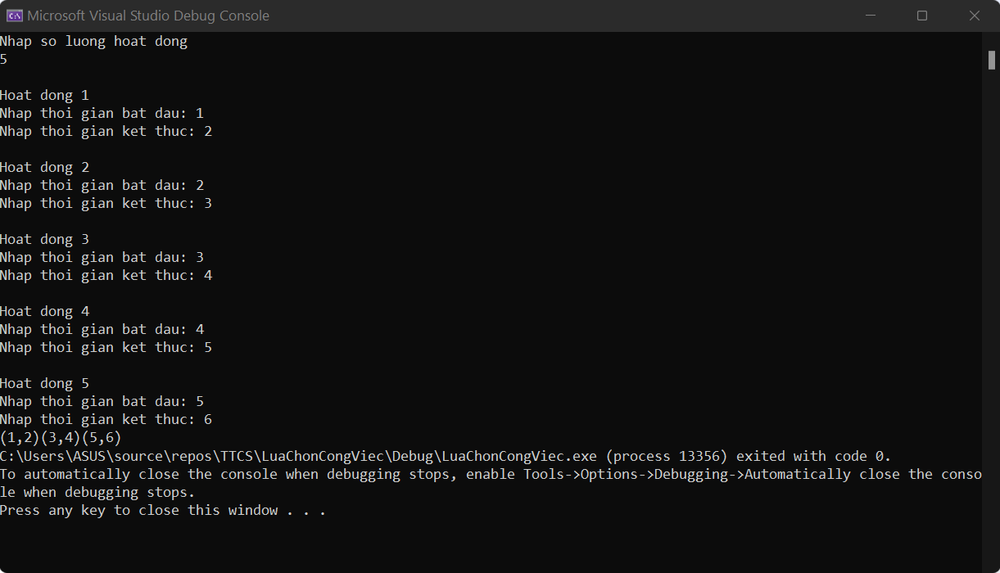 Microsoft Visual Studio Debug Console
Nhap so luong hoat dong
5
Hoat dong 1
Nhap thoi gian bat dau: 1
Nhap thoi gian ket thuc: 2
Hoat dong 2
Nhap thoi gian bat dau: 2
Nhap thoi gian ket thuc: 3
Hoat dong 3
Nhap thoi gian bat dau: 3
Nhap thoi gian ket thuc: 4
Hoat dong 4
Nhap thoi gian bat dau: 4
Nhap thoi gian ket thuc: 5
Hoat dong 5
Nhap thoi gian bat dau: 5
Nhap thoi gian ket thuc: 6
(1,2)(3,4)(5,6)
C:\Users\ASUS\source\repos\TTCS\LuaChonCongViec\Debug\LuaChonCongViec.exe (process 13356) exited with code 0.
To automatically close the console when debugging stops, enable Tools->Options->Debugging->Automatically close the conso
le when debugging stops.
Press any key to close this window . . .